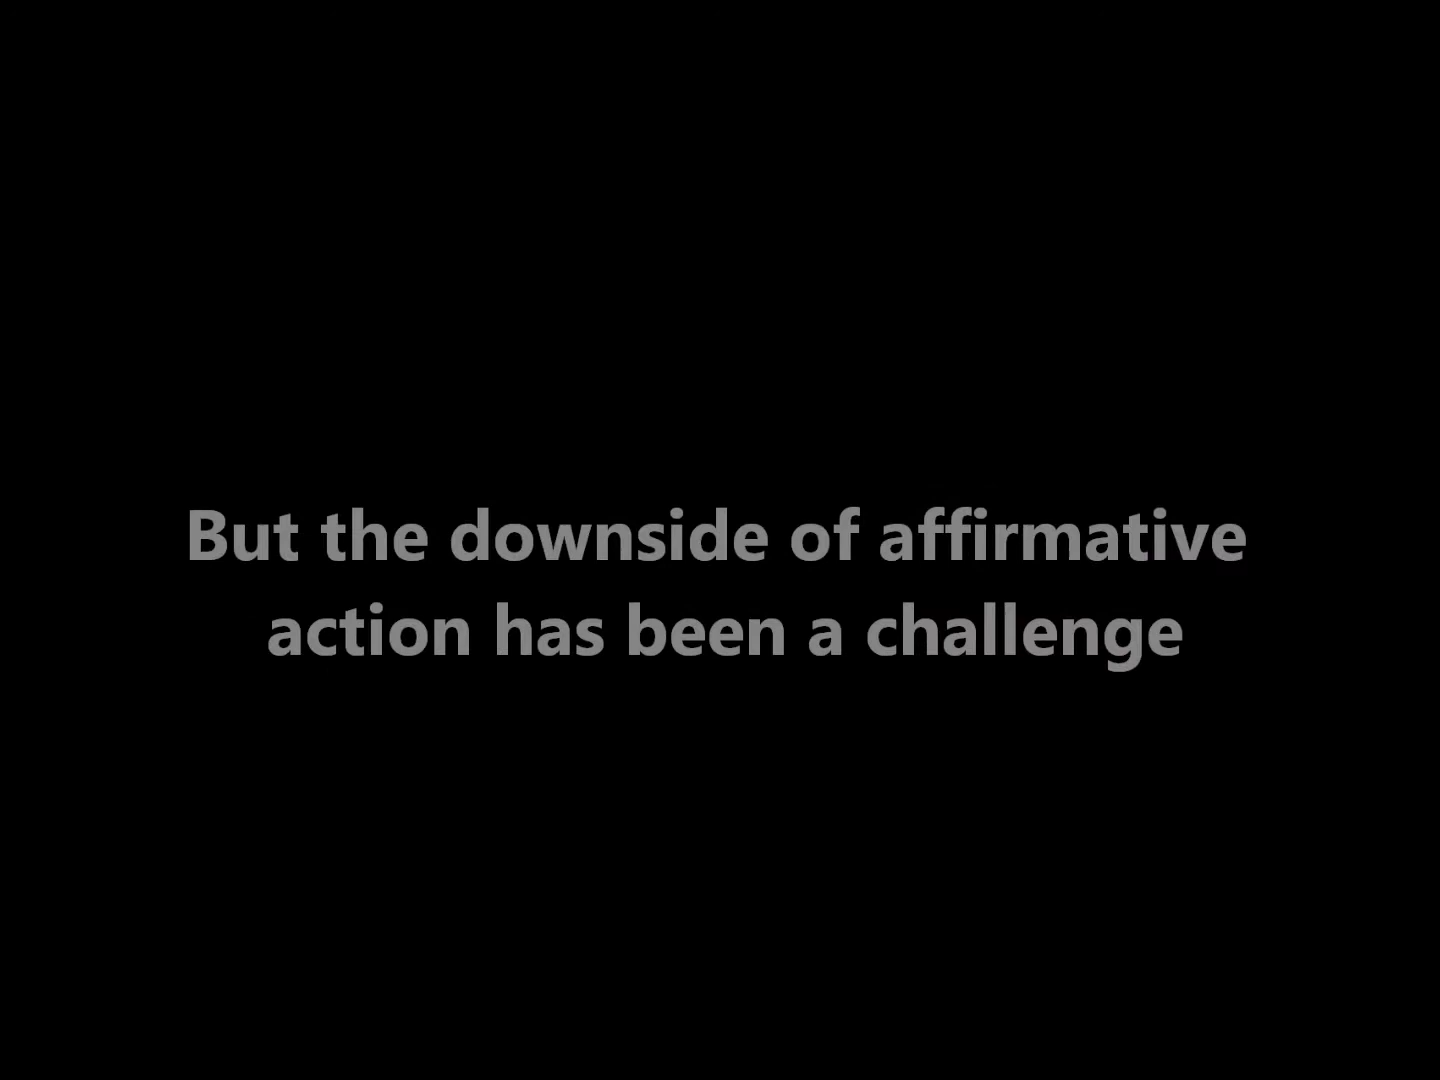 But the downside of affirmative
action has been a challenge